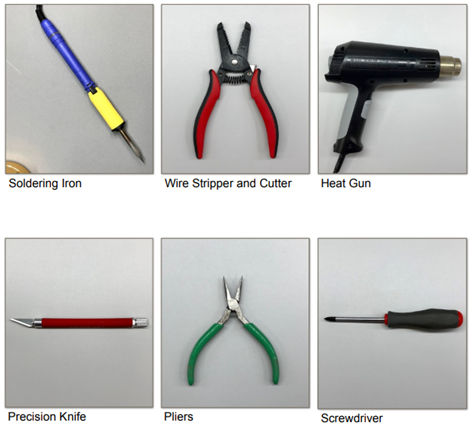 Soldering Iron
Wire Stripper and Cutter
Heat Gun
Precision Knife
Pliers
Screwdriver